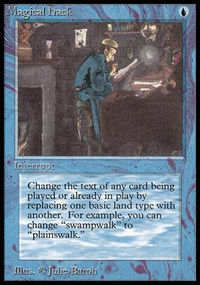 Magical Hack
Interrupt
Change the text of any card being
played or already in play by
replacing one basic land type with
another. For example, you can
change "swampwalk" to
"plainswalk."
Illus. © Julie Baroh